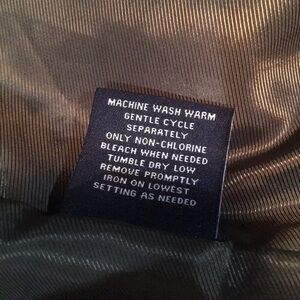 MACHINE WASH WARM
GENTLE CYCLE
SEPARATELY
ONLY NON-CHLORINE
BLEACH WHEN NEEDED
TUMBLE DRY LOW
REMOVE PROMPTLY
IRON ON LOWEST
SETTING AS NEEDED